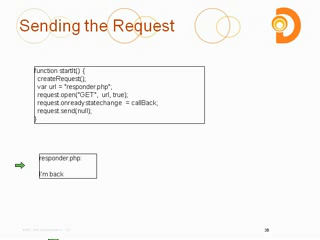 Sending the Request
function startIt() {
createRequest();
var url = "responder.php";
request.open("GET", url, true);
request.onreadystatechange = callBack;
request.send(null);
}
responder.php:
I'm back
38